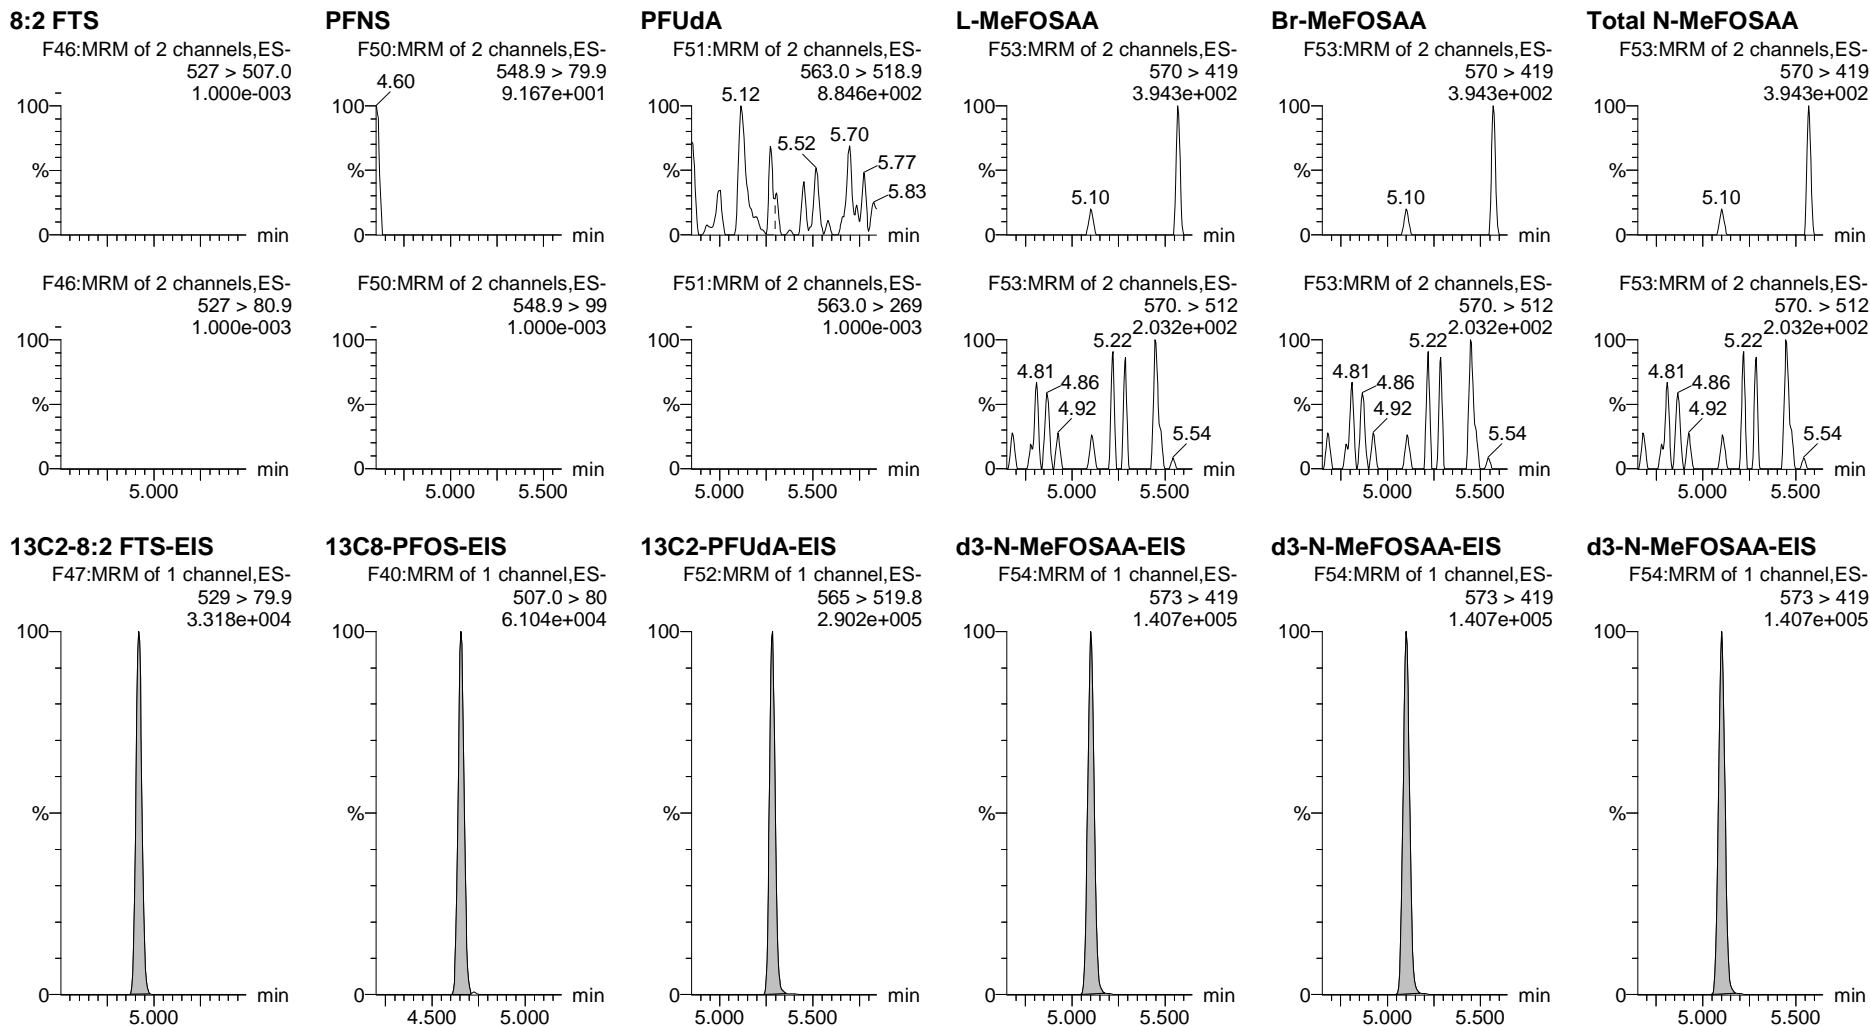 8:2 FTS
F46:MRM of 2 channels,ES-
527 > 507.0
1.000e-003
100
%
0
min
PFNS
F50:MRM of 2 channels,ES-
548.9 > 79.9
9.167e+001
4.60
100
%
0
min
PFUdA
F51:MRM of 2 channels,ES-
563.0 > 518.9
8.846e+002
5.12
5.52
5.70
5.77
5.83
100
%
0
min
L-MeFOSAA
F53:MRM of 2 channels,ES-
570 > 419
3.943e+002
5.10
100
%
0
min
Br-MeFOSAA
F53:MRM of 2 channels,ES-
570 > 419
3.943e+002
5.10
100
%
0
min
Total N-MeFOSAA
F53:MRM of 2 channels,ES-
570 > 419
3.943e+002
5.10
100
%
0
min
F46:MRM of 2 channels,ES-
527 > 80.9
1.000e-003
100
%
0
min
5.000
F50:MRM of 2 channels,ES-
548.9 > 99
1.000e-003
100
%
0
min
5.000 5.500
F51:MRM of 2 channels,ES-
563.0 > 269
1.000e-003
100
%
0
min
5.000 5.500
F53:MRM of 2 channels,ES-
570. > 512
2.032e+002
5.22
4.81
4.86
4.92
5.54
100
%
0
min
5.000 5.500
F53:MRM of 2 channels,ES-
570. > 512
2.032e+002
5.22
4.81
4.86
4.92
5.54
100
%
0
min
5.000 5.500
F53:MRM of 2 channels,ES-
570. > 512
2.032e+002
5.22
4.81
4.86
4.92
5.54
100
%
0
min
5.000 5.500
13C2-8:2 FTS-EIS
F47:MRM of 1 channel,ES-
529 > 79.9
3.318e+004
100
%
0
min
5.000
13C8-PFOS-EIS
F40:MRM of 1 channel,ES-
507.0 > 80
6.104e+004
100
%
0
min
4.500 5.000
13C2-PFUdA-EIS
F52:MRM of 1 channel,ES-
565 > 519.8
2.902e+005
100
%
0
min
5.000 5.500
d3-N-MeFOSAA-EIS
F54:MRM of 1 channel,ES-
573 > 419
1.407e+005
100
%
0
min
5.000 5.500
d3-N-MeFOSAA-EIS
F54:MRM of 1 channel,ES-
573 > 419
1.407e+005
100
%
0
min
5.000 5.500
d3-N-MeFOSAA-EIS
F54:MRM of 1 channel,ES-
573 > 419
1.407e+005
100
%
0
min
5.000 5.500